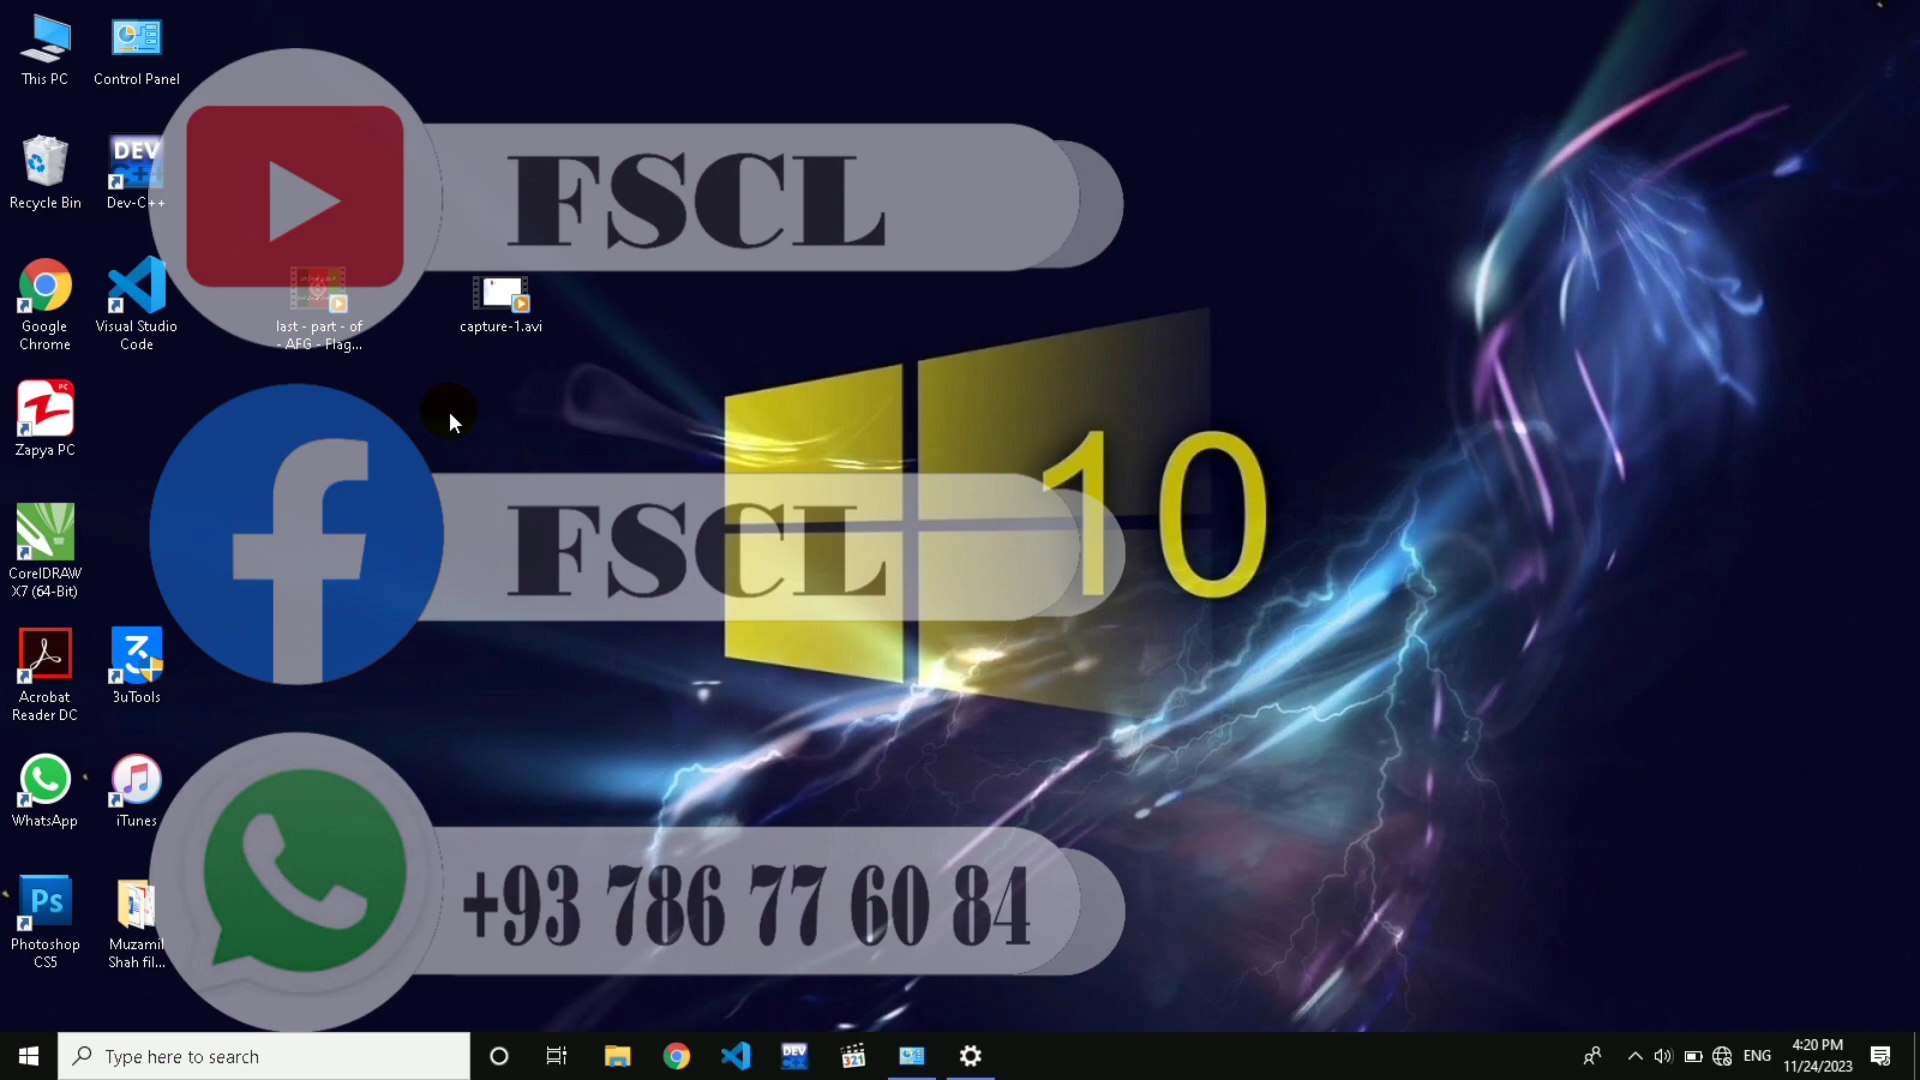 This PC
Control Panel
Recycle Bin
DEV
C++
Dev-C++
FSCL
Google
Chrome
Visual Studio
Code
last - part - of
- AFG - Flag...
capture-1.avi
PC
Zapya PC
10
FSCL
CorelDRAW
X7 (64-Bit)
Acrobat
Reader DC
3uTools
WhatsApp
iTunes
+93 786 77 60 84
Ps
Photoshop
CS5
Muzamil
Shah fil...
Type here to search
DEV
C++
321
ENG
4:20 PM
11/24/2023